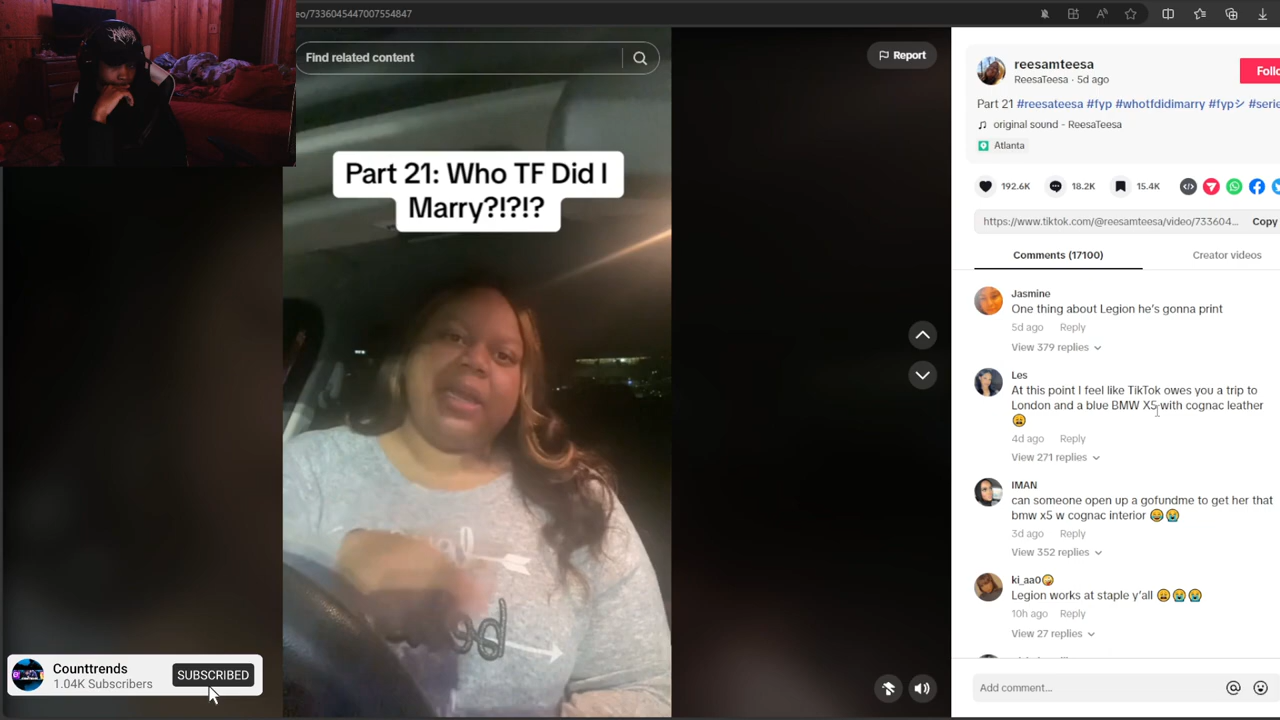 eo/7336045447007554847
Find related content
Report
Part 21: Who TF Did I
Marry?!?!?
reesamteesa
ReesaTeesa · 5d ago
Follo
Part 21 #reesateesa #fyp #whotfdidimarry #fypシ #serie
original sound - ReesaTeesa
Atlanta
192.6K
18.2K
15.4K
https://www.tiktok.com/@reesamteesa/video/733604...
Copy
Comments (17100)
Creator videos
Jasmine
One thing about Legion he's gonna print
5d ago Reply
View 379 replies
Les
At this point I feel like TikTok owes you a trip to
London and a blue BMW X5 with cognac leather
😩
4d ago Reply
View 271 replies
IMAN
can someone open up a gofundme to get her that
bmw x5 w cognac interior 😂😭
3d ago Reply
View 352 replies
ki_aa0🤪
Legion works at staple y'all 😩😭😭
10h ago Reply
View 27 replies
Add comment...
Counttrends
1.04K Subscribers
SUBSCRIBED